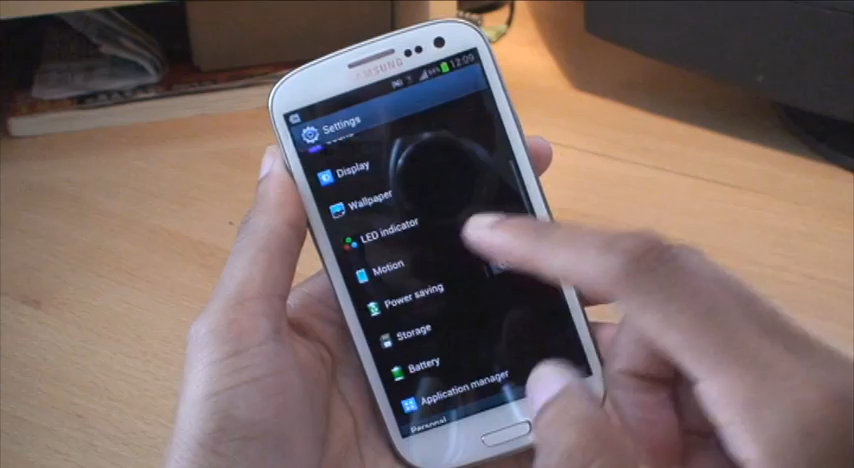 SAMSUNG
12:09
Settings
Display
Wallpaper
LED indicator
Motion
Power saving
Storage
Battery
Application manager
Personal